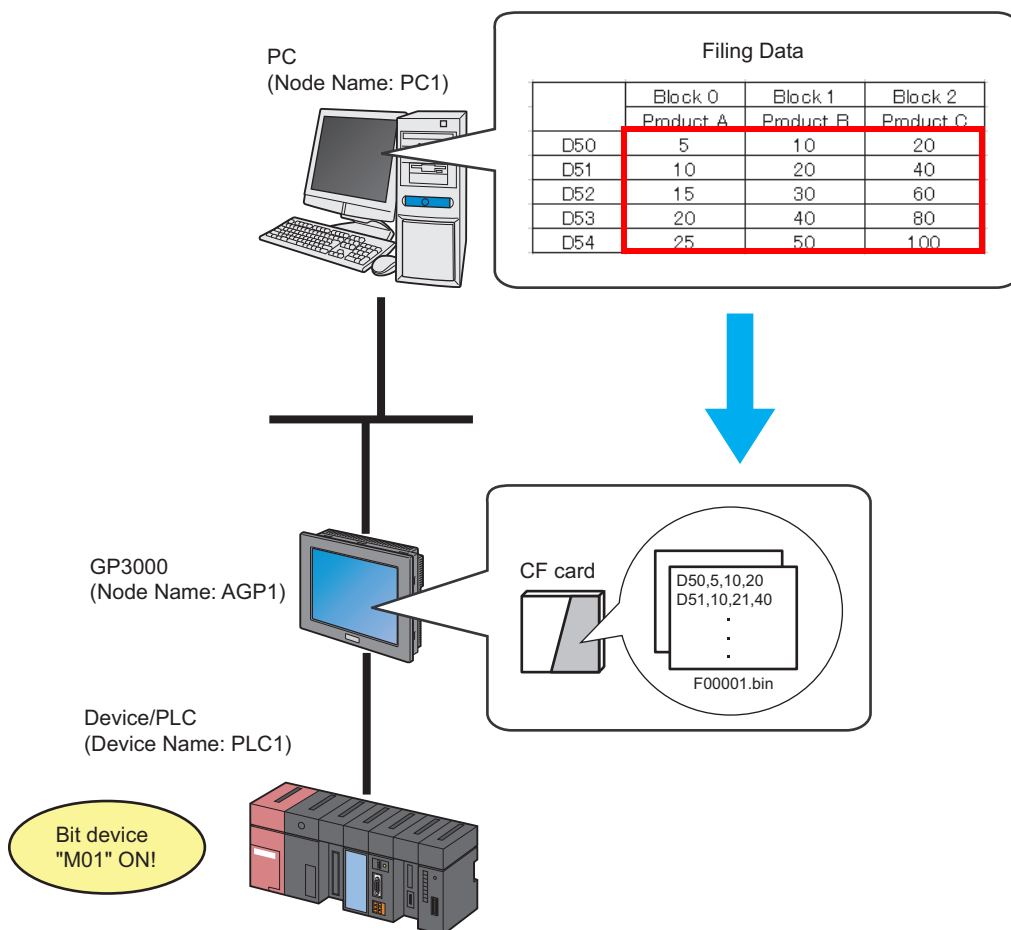 PC
(Node Name: PC1)
Filing Data
Block 0 Block 1 Block 2
Product A Product B Product C
D50 5 10 20
D51 10 20 40
D52 15 30 60
D53 20 40 80
D54 25 50 100
GP3000
(Node Name: AGP1)
CF card
D50,5,10,20
D51,10,21,40
.
.
.
F00001.bin
Device/PLC
(Device Name: PLC1)
Bit device
"M01" ON!